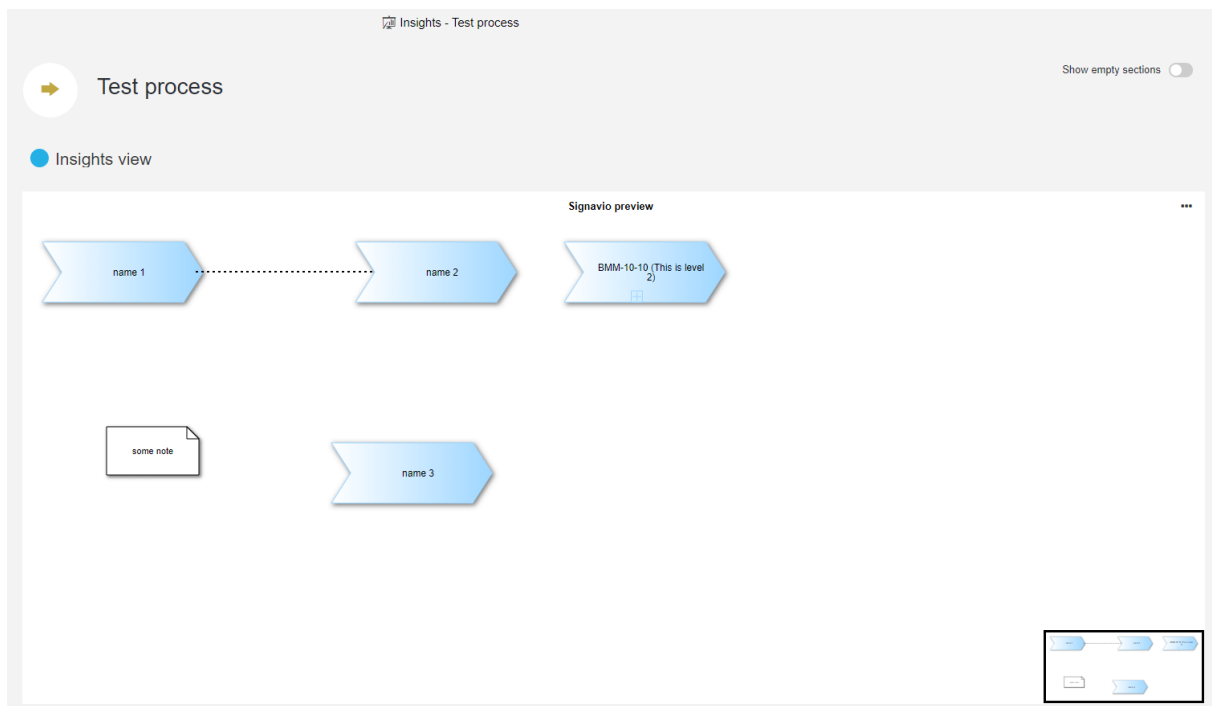 Insights - Test process
Test process
Show empty sections
Insights view
Signavio preview
name 1
name 2
BMM-10-10 (This is level
2)
some note
name 3